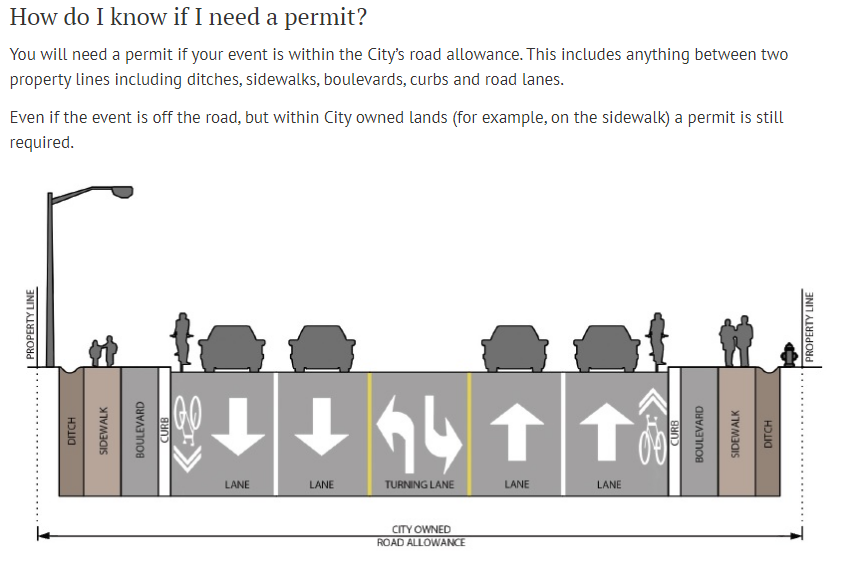 How do I know if I need a permit?
You will need a permit if your event is within the City’s road allowance. This includes anything between two
property lines including ditches, sidewalks, boulevards, curbs and road lanes.
Even if the event is off the road, but within City owned lands (for example, on the sidewalk) a permit is still
required.
PROPERTY LINE
PROPERTY LINE
DITCH
SIDEWALK
BOULEVARD
CURB
LANE
LANE
TURNING LANE
LANE
LANE
CURB
BOULEVARD
SIDEWALK
DITCH
CITY OWNED
ROAD ALLOWANCE